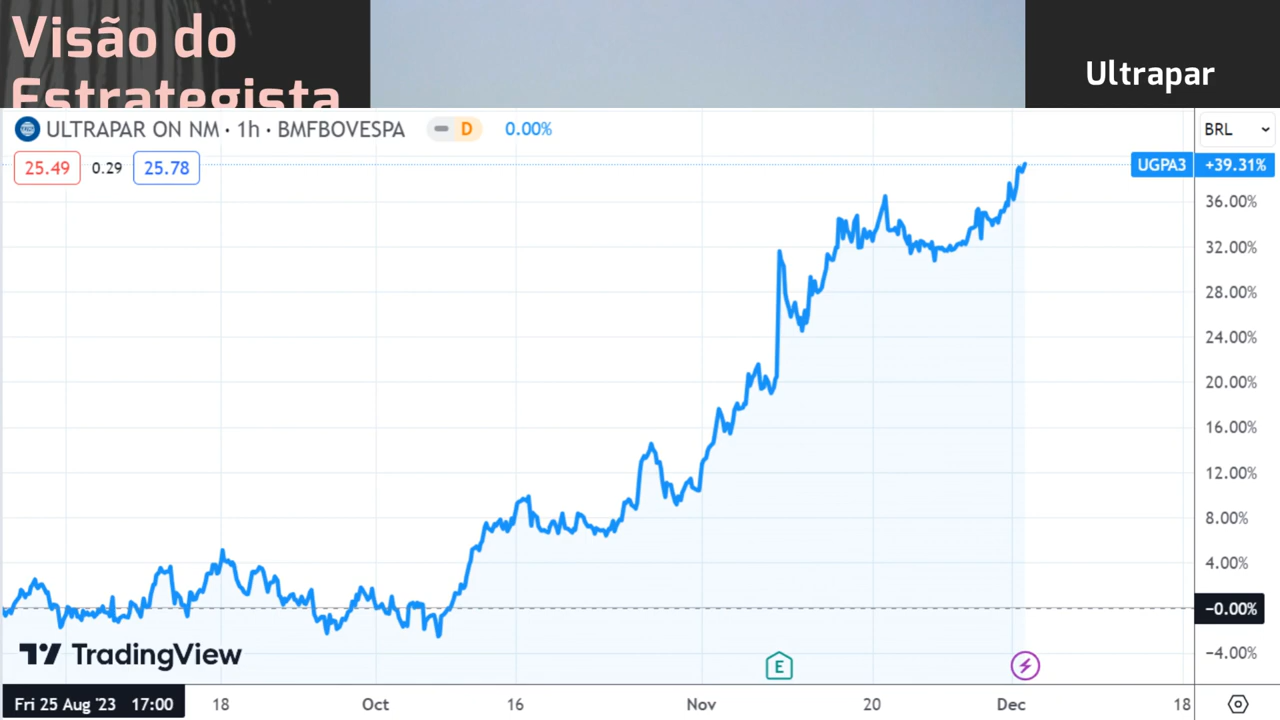 Visão do
Estrategista
Ultrapar
ULTRAPAR ON NM · 1h · BMFBOVESPA
D
0.00%
BRL
25.49
0.29
25.78
UGPA3
+39.31%
36.00%
32.00%
28.00%
24.00%
20.00%
16.00%
12.00%
8.00%
4.00%
−0.00%
−4.00%
TradingView
E
Fri 25 Aug '23 17:00
18
Oct
16
Nov
20
Dec
18